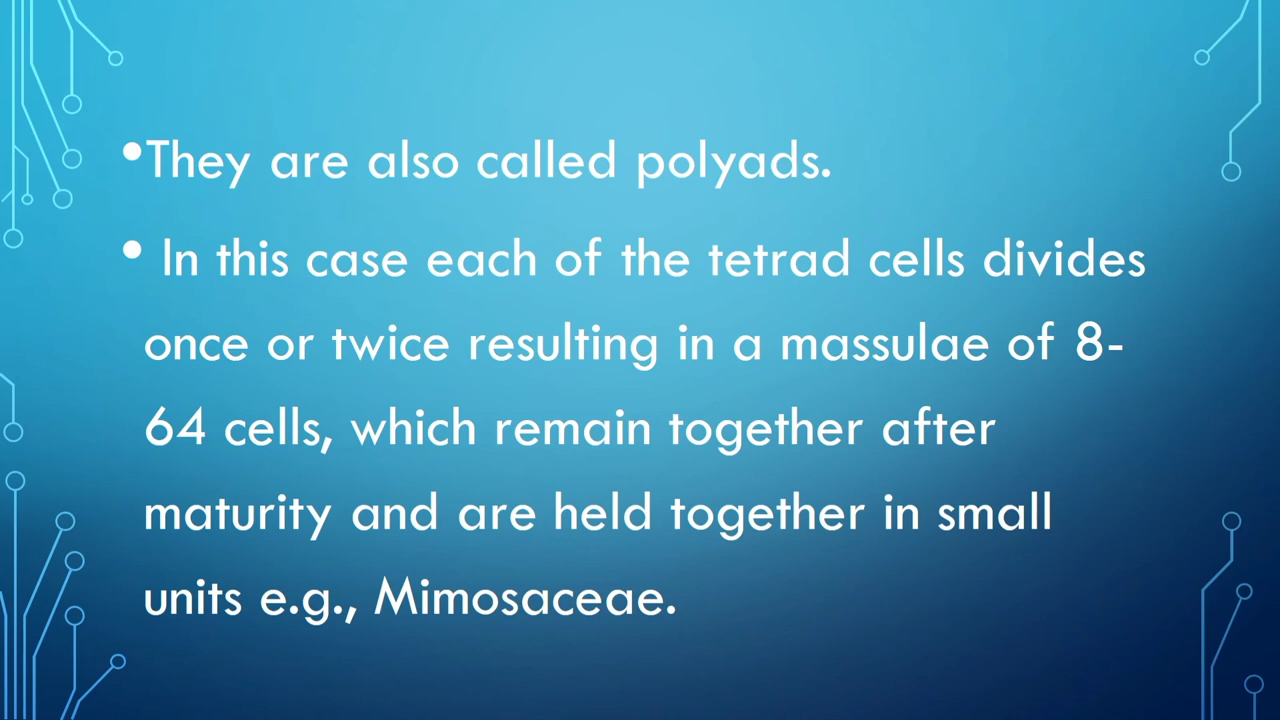 •They are also called polyads.
• In this case each of the tetrad cells divides
once or twice resulting in a massulae of 8-
64 cells, which remain together after
maturity and are held together in small
units e.g., Mimosaceae.